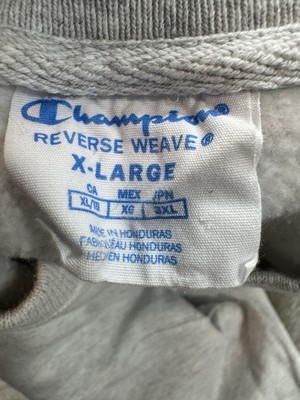 Champion
REVERSE WEAVE®
X-LARGE
CA MEX JPN
XL/TG XG 3XL
MADE IN HONDURAS
FABRIQUÉ AU HONDURAS
HECHO EN HONDURAS